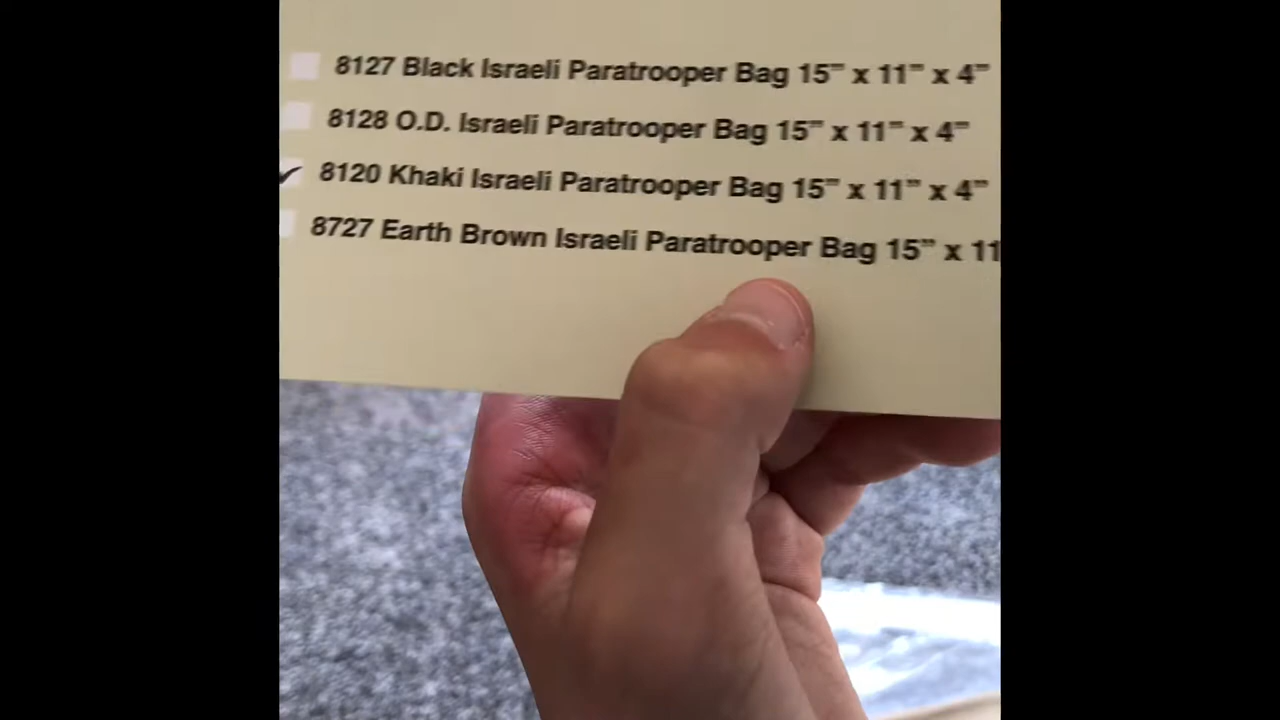 8127 Black Israeli Paratrooper Bag 15" x 11" x 4"
8128 O.D. Israeli Paratrooper Bag 15" x 11" x 4"
8120 Khaki Israeli Paratrooper Bag 15" x 11" x 4"
8727 Earth Brown Israeli Paratrooper Bag 15" x 11